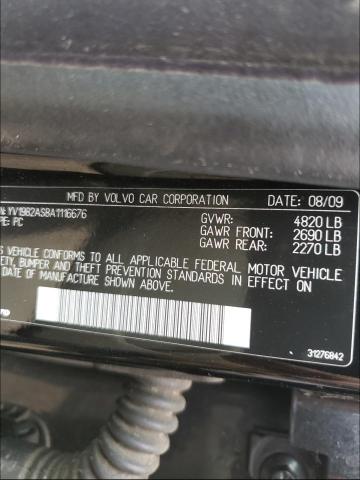 MFD BY VOLVO CAR CORPORATION DATE: 08/09
N: YV1982AS8A1116676 GVWR: 4820 LB
PE: PC GAWR FRONT: 2690 LB
GAWR REAR: 2270 LB
S VEHICLE CONFORMS TO ALL APPLICABLE FEDERAL MOTOR VEHICLE
ETY, BUMPER AND THEFT PREVENTION STANDARDS IN EFFECT ON
DATE OF MANUFACTURE SHOWN ABOVE.
31276842